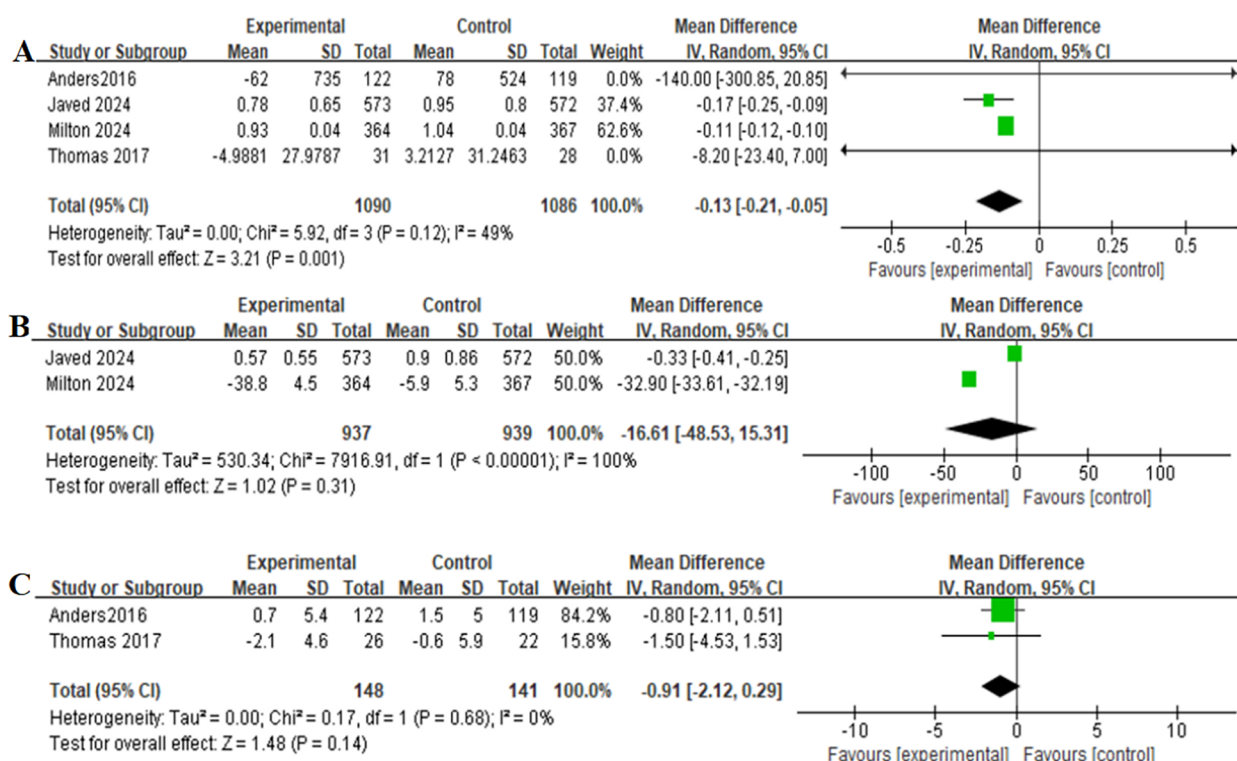 A
Experimental Control Mean Difference Mean Difference
Study or Subgroup Mean SD Total Mean SD Total Weight IV, Random, 95% CI IV, Random, 95% CI
Anders2016 -62 735 122 78 524 119 0.0% -140.00 [-300.85, 20.85]
Javed 2024 0.78 0.65 573 0.95 0.8 572 37.4% -0.17 [-0.25, -0.09]
Milton 2024 0.93 0.04 364 1.04 0.04 367 62.6% -0.11 [-0.12, -0.10]
Thomas 2017 -4.9881 27.9787 31 3.2127 31.2463 28 0.0% -8.20 [-23.40, 7.00]
Total (95% CI) 1090 1086 100.0% -0.13 [-0.21, -0.05]
Heterogeneity: Tau² = 0.00; Chi² = 5.92, df = 3 (P = 0.12); I² = 49%
Test for overall effect: Z = 3.21 (P = 0.001)
-0.5 -0.25 0 0.25 0.5
Favours [experimental] Favours [control]
B
Experimental Control Mean Difference Mean Difference
Study or Subgroup Mean SD Total Mean SD Total Weight IV, Random, 95% CI IV, Random, 95% CI
Javed 2024 0.57 0.55 573 0.9 0.86 572 50.0% -0.33 [-0.41, -0.25]
Milton 2024 -38.8 4.5 364 -5.9 5.3 367 50.0% -32.90 [-33.61, -32.19]
Total (95% CI) 937 939 100.0% -16.61 [-48.53, 15.31]
Heterogeneity: Tau² = 530.34; Chi² = 7916.91, df = 1 (P < 0.00001); I² = 100%
Test for overall effect: Z = 1.02 (P = 0.31)
-100 -50 0 50 100
Favours [experimental] Favours [control]
C
Experimental Control Mean Difference Mean Difference
Study or Subgroup Mean SD Total Mean SD Total Weight IV, Random, 95% CI IV, Random, 95% CI
Anders2016 0.7 5.4 122 1.5 5 119 84.2% -0.80 [-2.11, 0.51]
Thomas 2017 -2.1 4.6 26 -0.6 5.9 22 15.8% -1.50 [-4.53, 1.53]
Total (95% CI) 148 141 100.0% -0.91 [-2.12, 0.29]
Heterogeneity: Tau² = 0.00; Chi² = 0.17, df = 1 (P = 0.68); I² = 0%
Test for overall effect: Z = 1.48 (P = 0.14)
-10 -5 0 5 10
Favours [experimental] Favours [control]